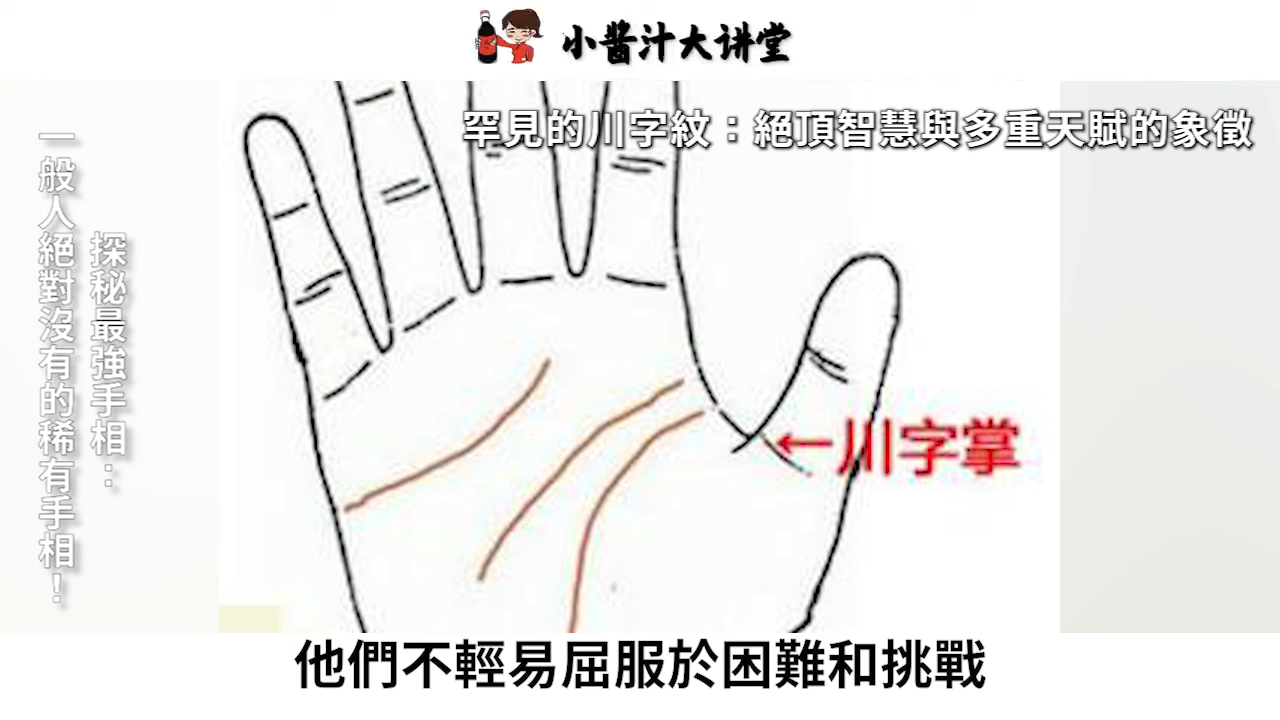 小酱汁大讲堂
罕見的川字紋：絕頂智慧與多重天賦的象徵
探秘最強手相：
一般人絕對沒有的稀有手相！
←川字掌
他們不輕易屈服於困難和挑戰